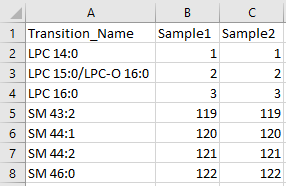 A B C
1 Transition_Name Sample1 Sample2
2 LPC 14:0 1 1
3 LPC 15:0/LPC-O 16:0 2 2
4 LPC 16:0 3 3
5 SM 43:2 119 119
6 SM 44:1 120 120
7 SM 44:2 121 121
8 SM 46:0 122 122